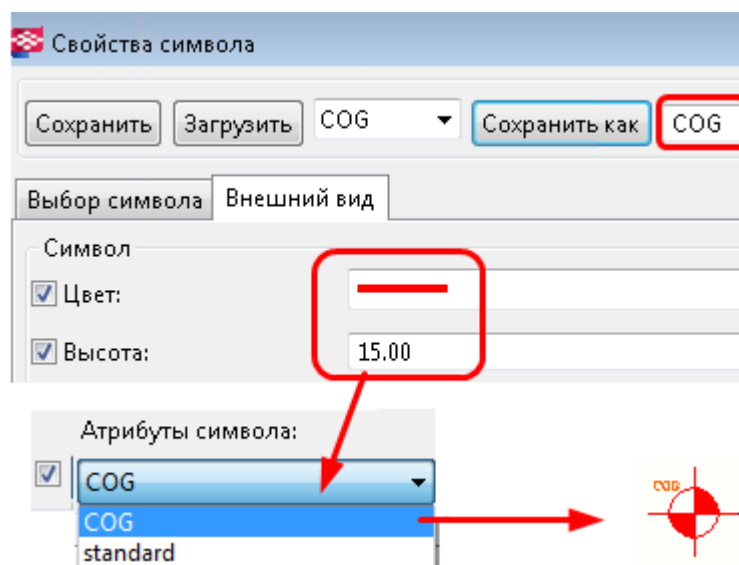 Свойства символа
Сохранить Загрузить COG Сохранить как COG
Выбор символа Внешний вид
Символ
Цвет:
Высота: 15.00
Атрибуты символа:
COG
COG
standard
COG